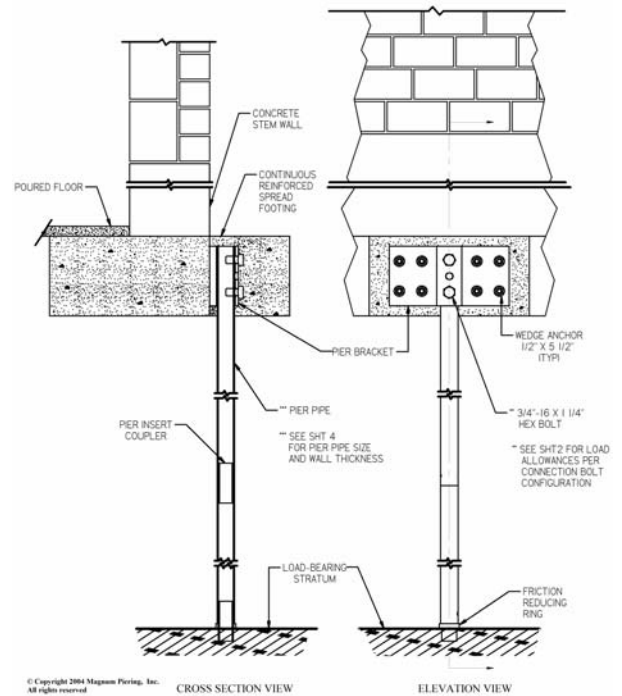 CONCRETE
STEM WALL
POURED FLOOR
CONTINUOUS
REINFORCED
SPREAD
FOOTING
PIER BRACKET
WEDGE ANCHOR
1/2" X 5 1/2"
(TYP)
*** PIER PIPE
*** SEE SHT 4
FOR PIER PIPE SIZE
AND WALL THICKNESS
PIER INSERT
COUPLER
** 3/4"-16 X 1 1/4"
HEX BOLT
** SEE SHT2 FOR LOAD
ALLOWANCES PER
CONNECTION BOLT
CONFIGURATION
LOAD-BEARING
STRATUM
FRICTION
REDUCING
RING
© Copyright 2004 Magnum Piering, Inc.
All rights reserved
CROSS SECTION VIEW
ELEVATION VIEW